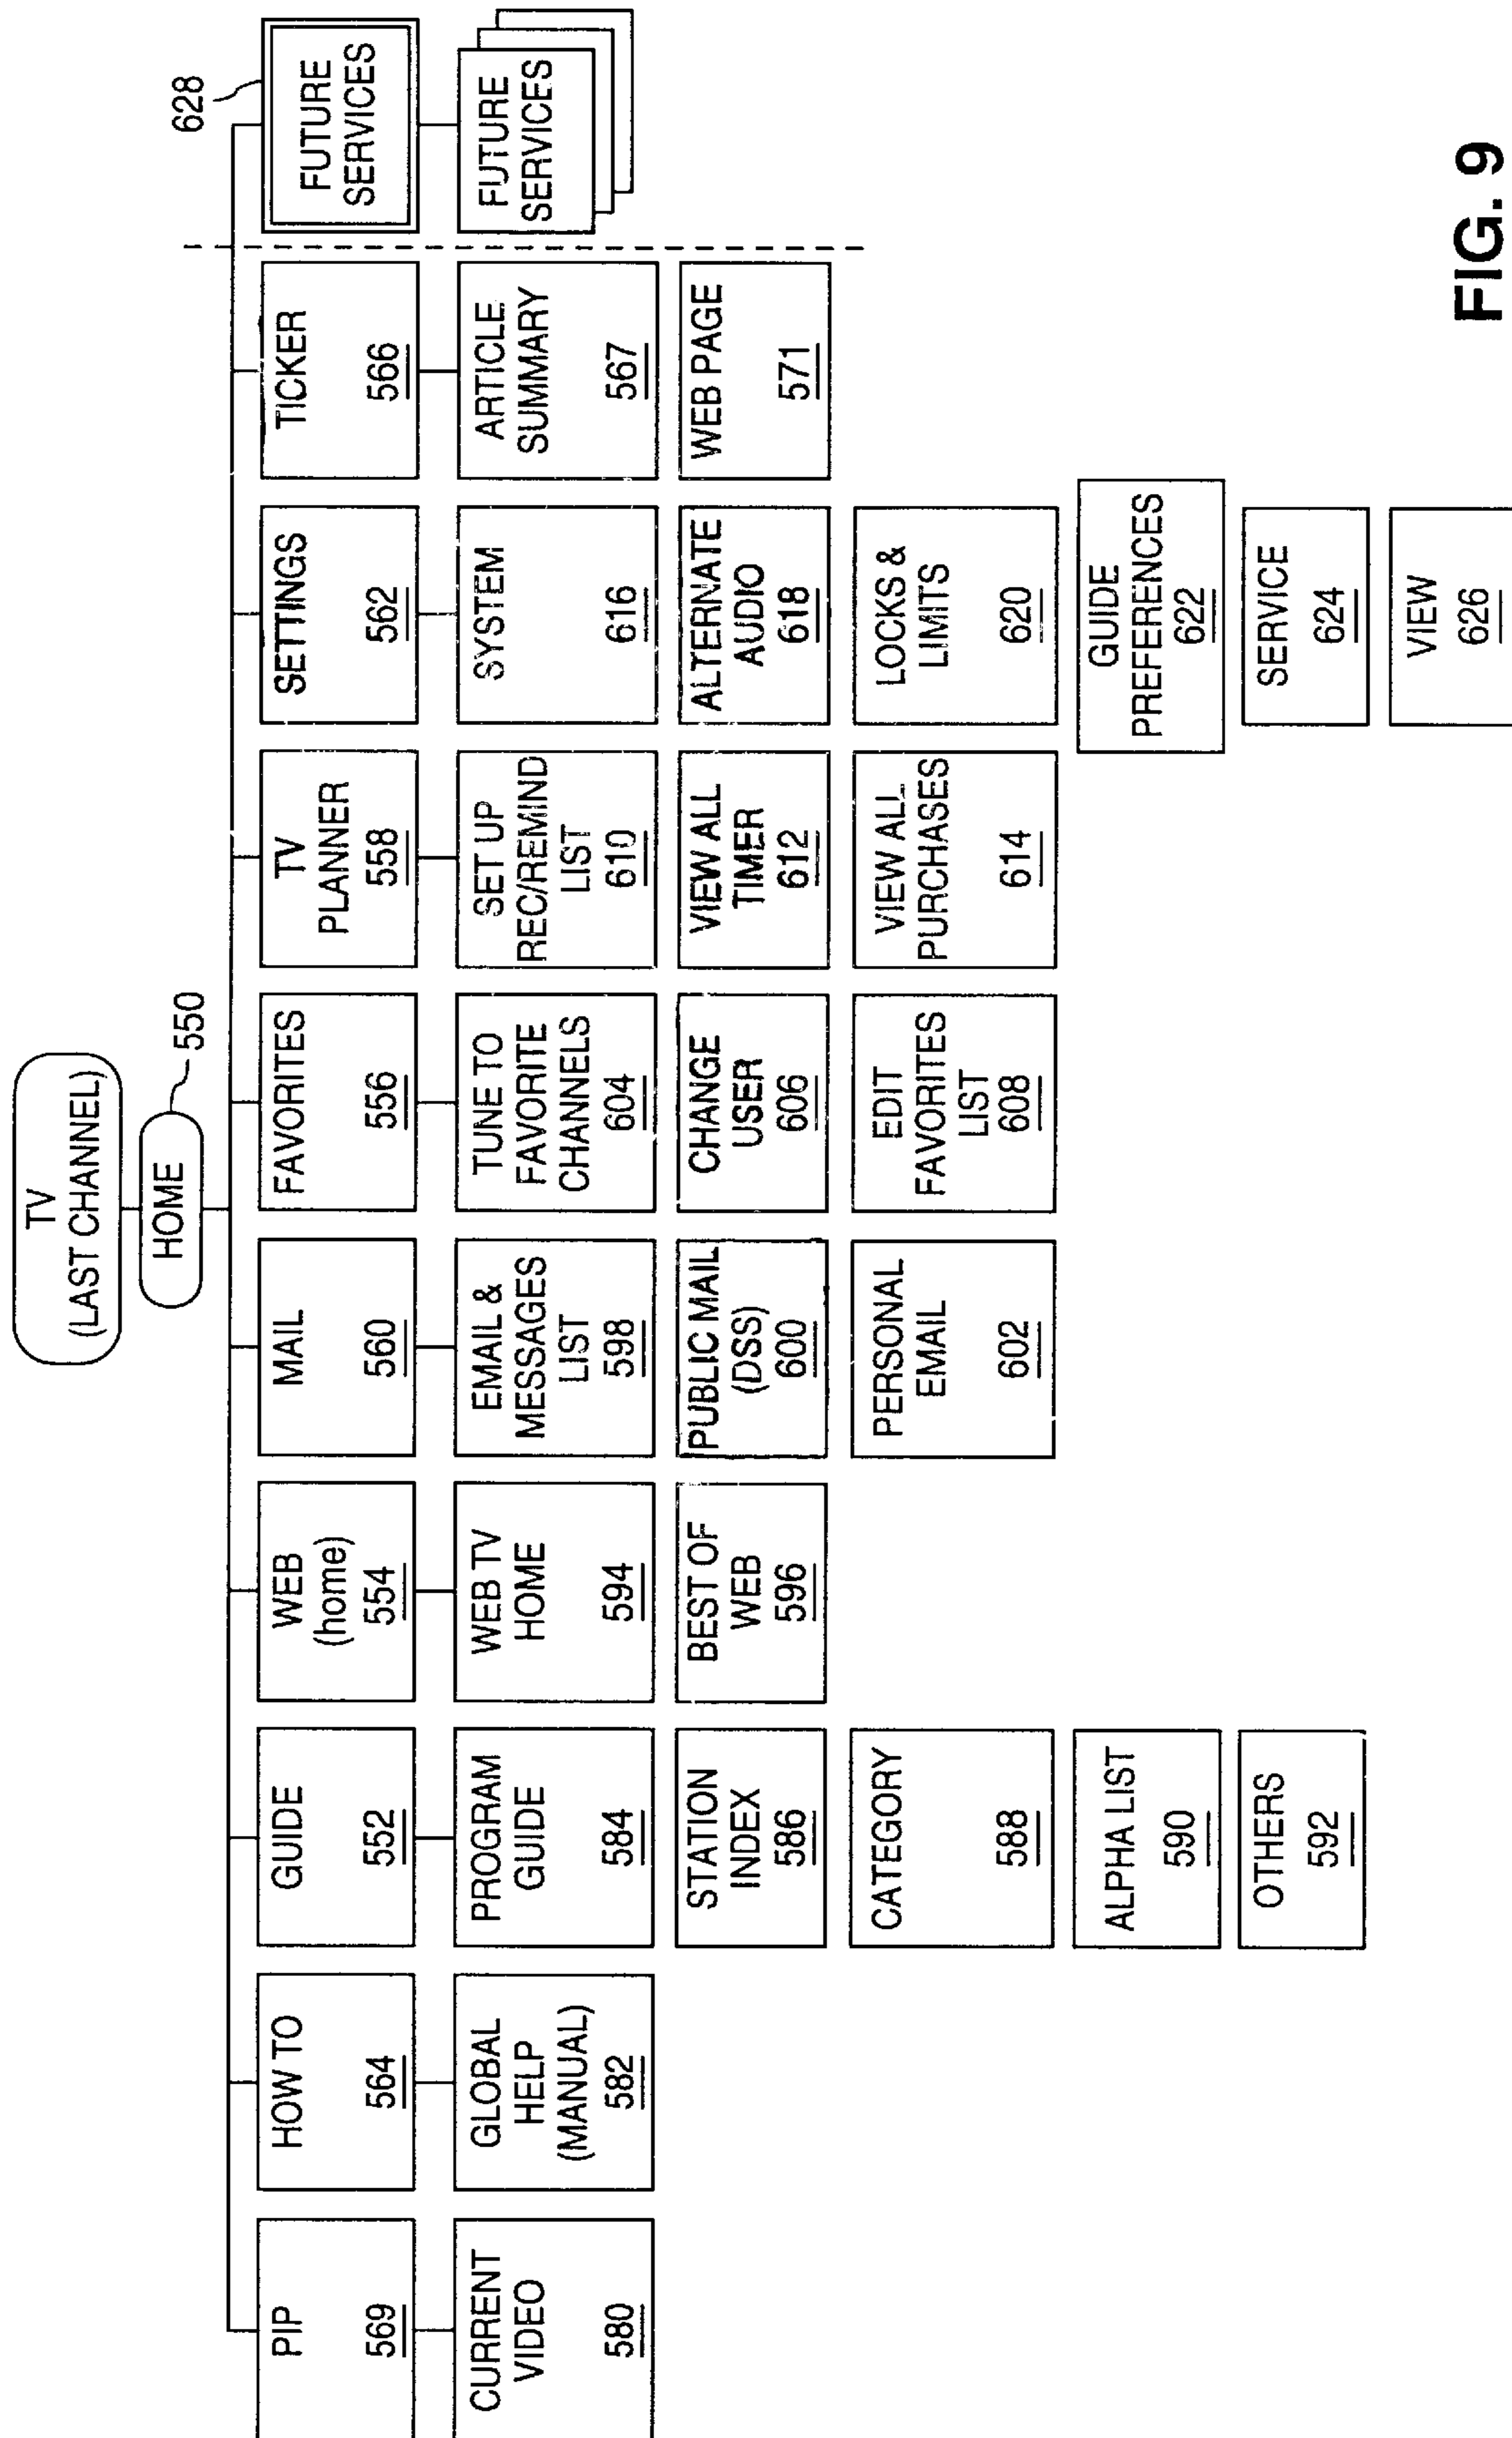 TV
(LAST CHANNEL)
HOME
550
PIP
569
CURRENT
VIDEO
580
HOW TO
564
GLOBAL
HELP
(MANUAL)
582
GUIDE
552
PROGRAM
GUIDE
584
STATION
INDEX
586
CATEGORY
588
ALPHA LIST
590
OTHERS
592
WEB
(home)
554
WEB TV
HOME
594
BEST OF
WEB
596
MAIL
560
EMAIL &
MESSAGES
LIST
598
PUBLIC MAIL
(DSS)
600
PERSONAL
EMAIL
602
FAVORITES
556
TUNE TO
FAVORITE
CHANNELS
604
CHANGE
USER
606
EDIT
FAVORITES
LIST
608
TV
PLANNER
558
SET UP
REC/REMIND
LIST
610
VIEW ALL
TIMER
612
VIEW ALL
PURCHASES
614
SETTINGS
562
SYSTEM
616
ALTERNATE
AUDIO
618
LOCKS &
LIMITS
620
GUIDE
PREFERENCES
622
SERVICE
624
VIEW
626
TICKER
566
ARTICLE
SUMMARY
567
WEB PAGE
571
628
FUTURE
SERVICES
FUTURE
SERVICES
FIG. 9